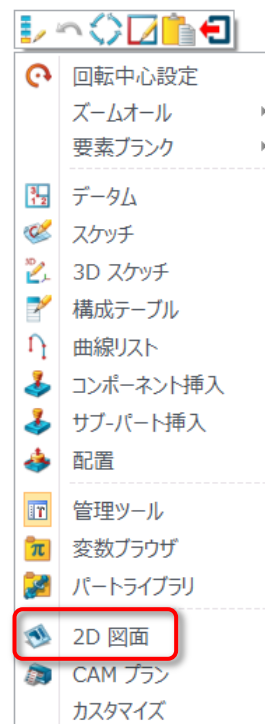 回転中心設定
ズームオール
要素ブランク
データム
スケッチ
3D スケッチ
構成テーブル
曲線リスト
コンポーネント挿入
サブ-パート挿入
配置
管理ツール
変数ブラウザ
パートライブラリ
2D 図面
CAM プラン
カスタマイズ